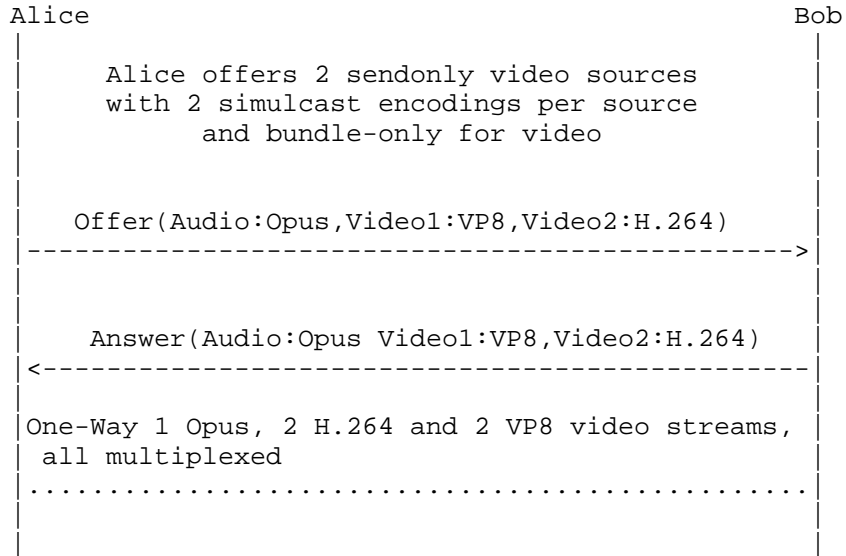 Alice Bob
Alice offers 2 sendonly video sources
with 2 simulcast encodings per source
and bundle-only for video
Offer(Audio:Opus,Video1:VP8,Video2:H.264)
Answer(Audio:Opus Video1:VP8,Video2:H.264)
One-Way 1 Opus, 2 H.264 and 2 VP8 video streams,
all multiplexed